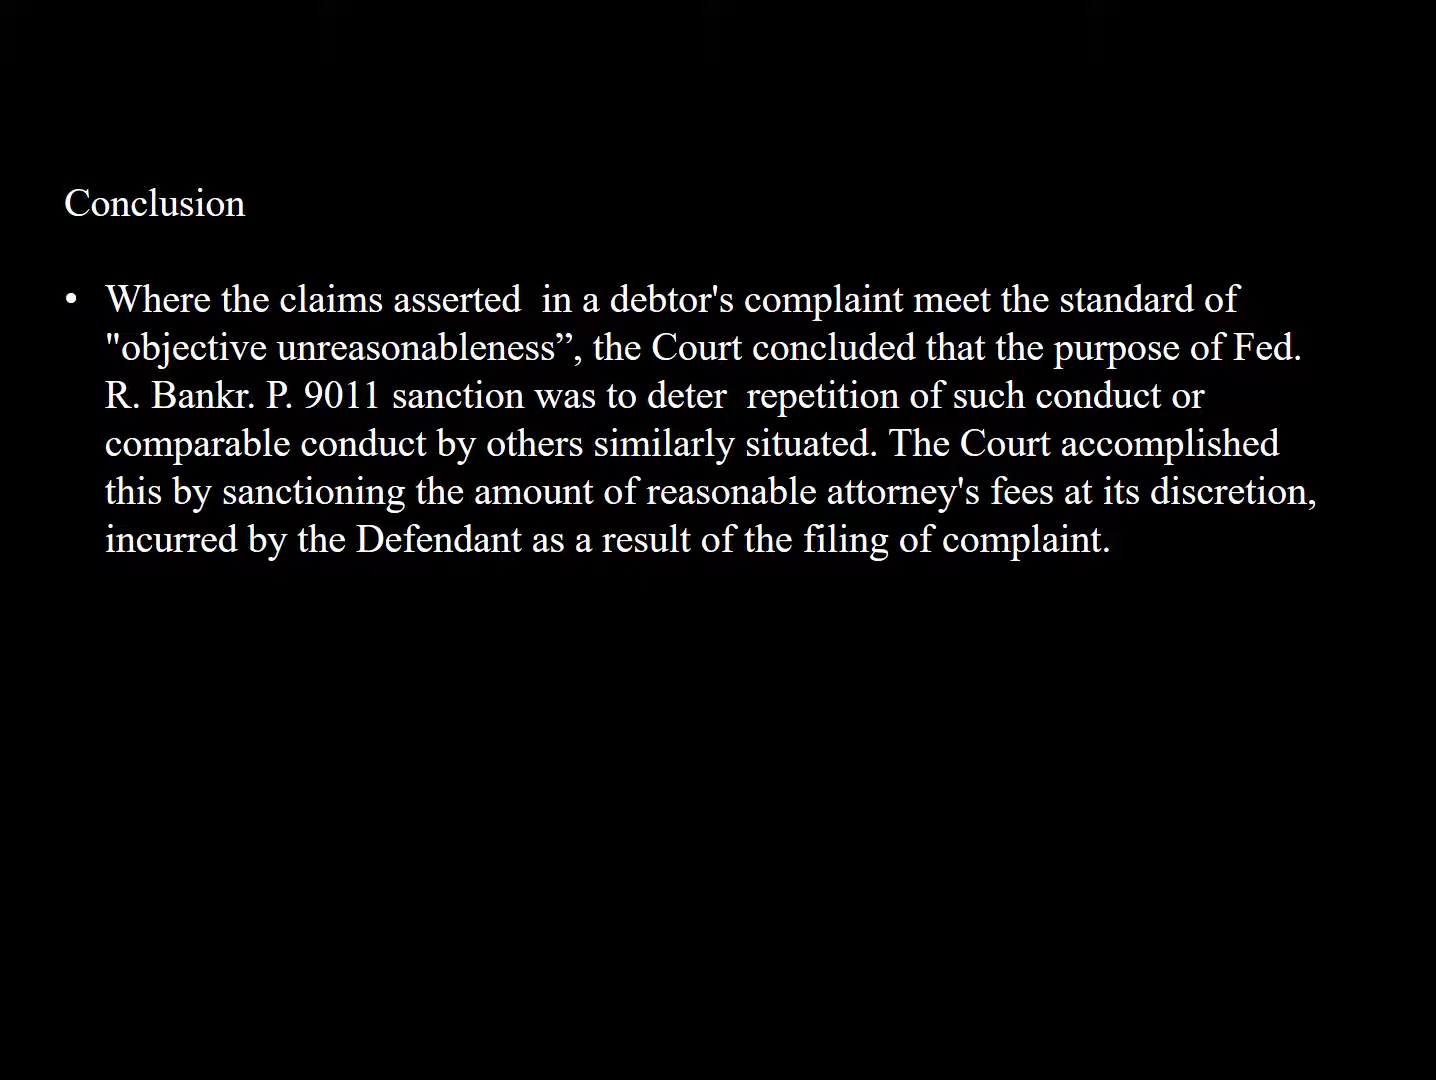 Conclusion
• Where the claims asserted  in a debtor's complaint meet the standard of
"objective unreasonableness”, the Court concluded that the purpose of Fed.
R. Bankr. P. 9011 sanction was to deter  repetition of such conduct or
comparable conduct by others similarly situated. The Court accomplished
this by sanctioning the amount of reasonable attorney's fees at its discretion,
incurred by the Defendant as a result of the filing of complaint.